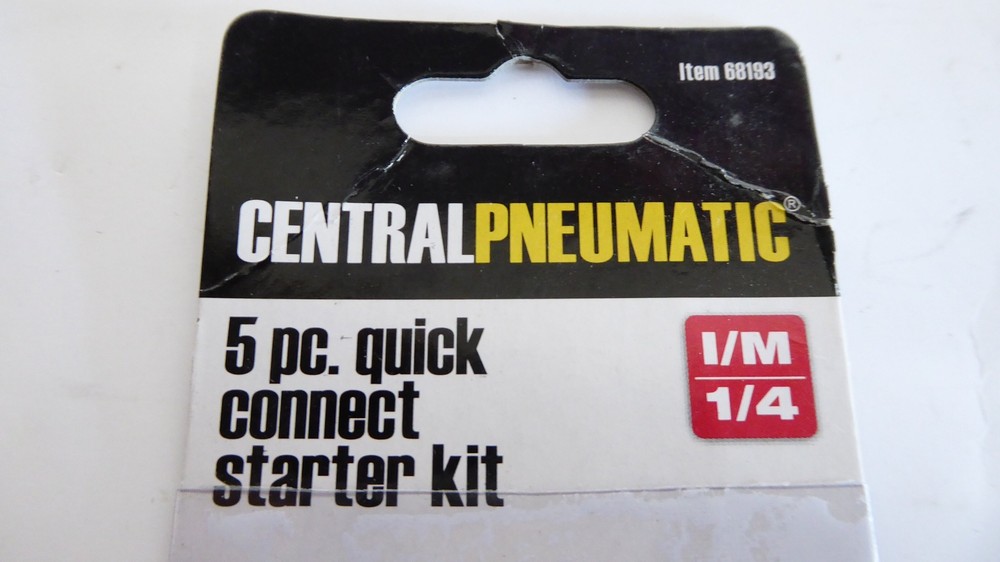 Item 68193
CENTRALPNEUMATIC®
5 pc. quick
connect
starter kit
I/M
1/4